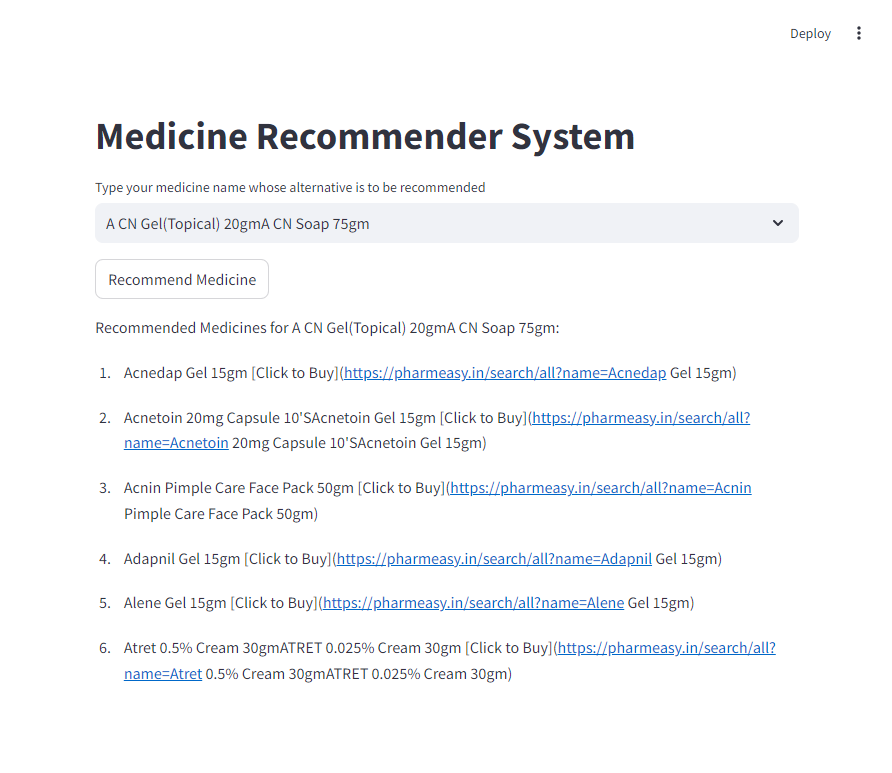 Deploy
Medicine Recommender System
Type your medicine name whose alternative is to be recommended
A CN Gel(Topical) 20gmA CN Soap 75gm
Recommend Medicine
Recommended Medicines for A CN Gel(Topical) 20gmA CN Soap 75gm:
1. Acnedap Gel 15gm [Click to Buy](https://pharmeasy.in/search/all?name=Acnedap Gel 15gm)
2. Acnetoin 20mg Capsule 10'SAcnetoin Gel 15gm [Click to Buy](https://pharmeasy.in/search/all?
name=Acnetoin 20mg Capsule 10'SAcnetoin Gel 15gm)
3. Acnin Pimple Care Face Pack 50gm [Click to Buy](https://pharmeasy.in/search/all?name=Acnin
Pimple Care Face Pack 50gm)
4. Adapnil Gel 15gm [Click to Buy](https://pharmeasy.in/search/all?name=Adapnil Gel 15gm)
5. Alene Gel 15gm [Click to Buy](https://pharmeasy.in/search/all?name=Alene Gel 15gm)
6. Atret 0.5% Cream 30gmATRET 0.025% Cream 30gm [Click to Buy](https://pharmeasy.in/search/all?
name=Atret 0.5% Cream 30gmATRET 0.025% Cream 30gm)